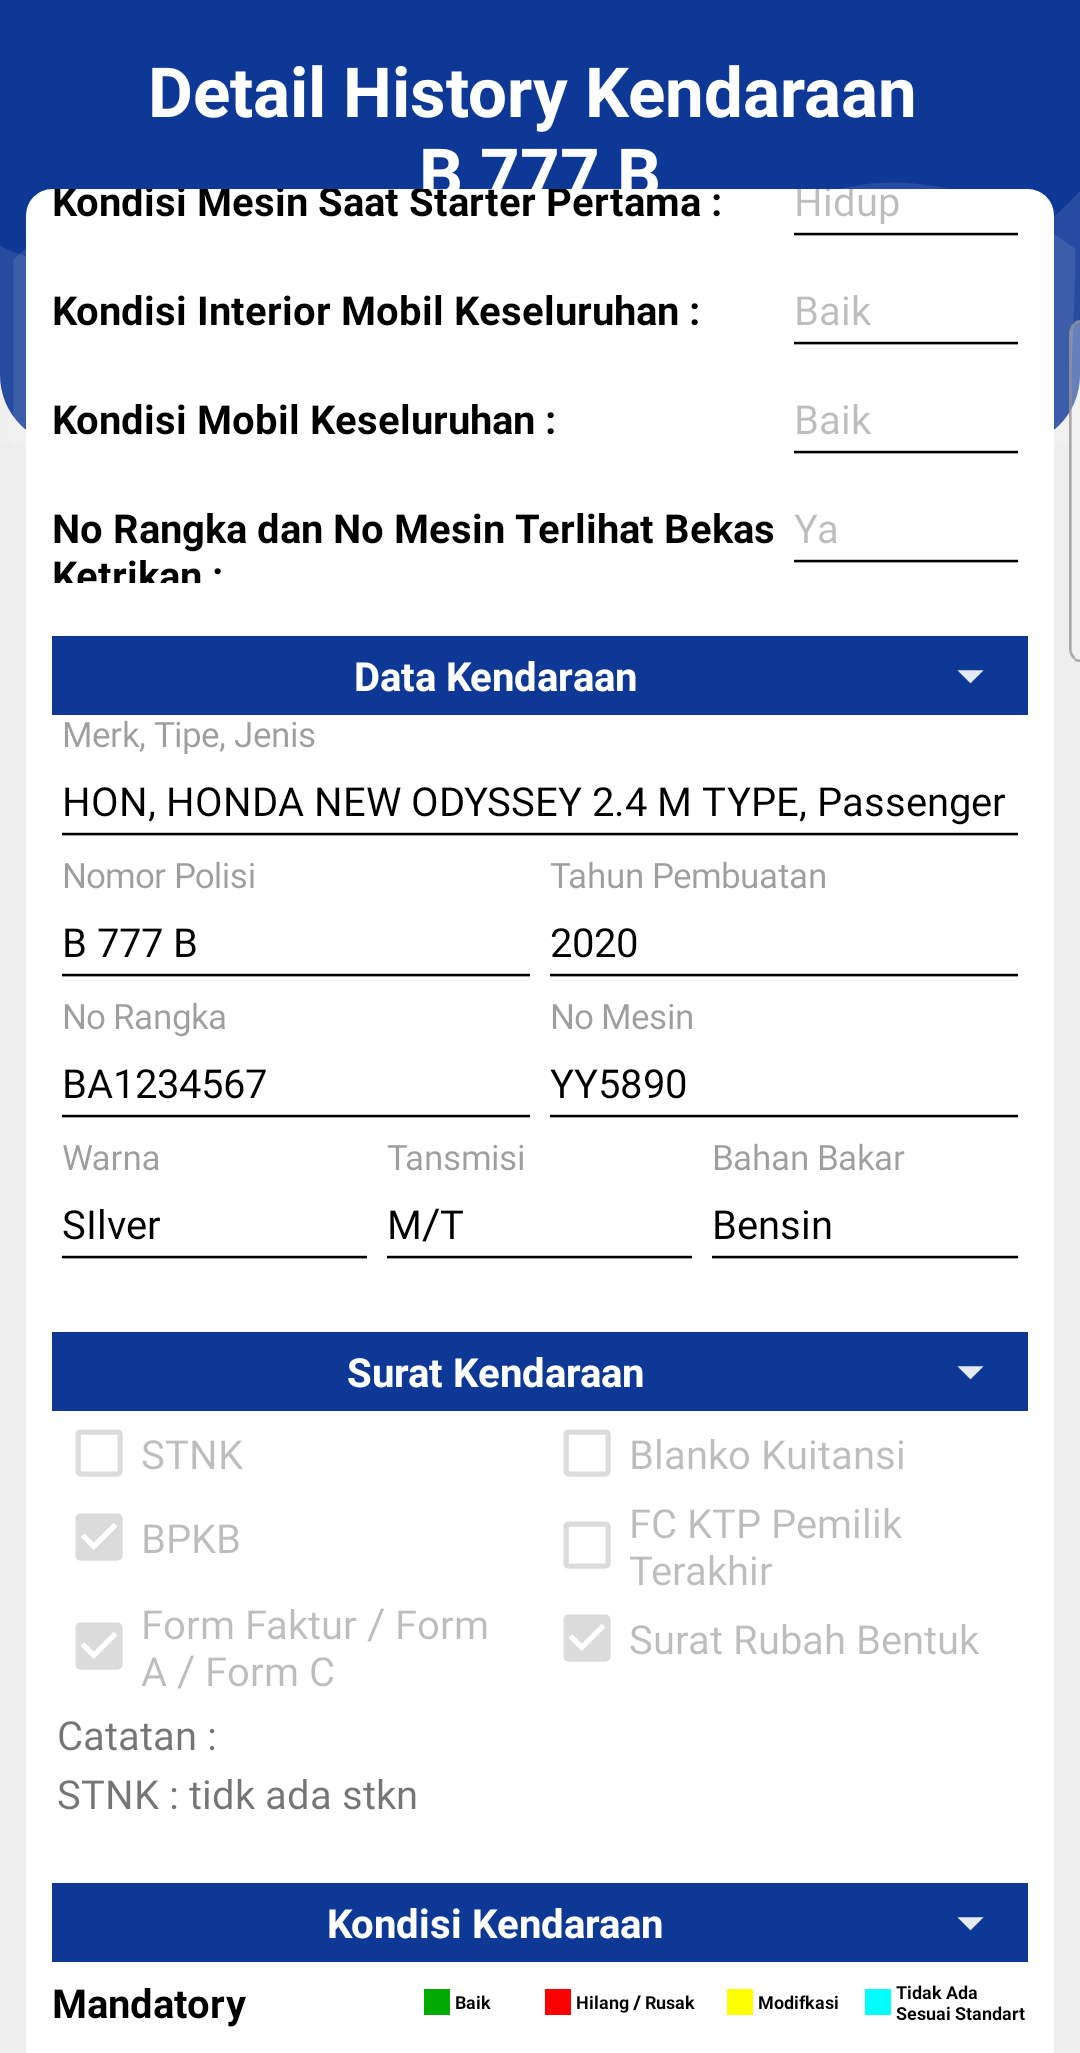 Detail History Kendaraan
B 777 B
Kondisi Mesin Saat Starter Pertama : Hidup
Kondisi Interior Mobil Keseluruhan : Baik
Kondisi Mobil Keseluruhan : Baik
No Rangka dan No Mesin Terlihat Bekas Ya
Ketrikan :
Data Kendaraan
Merk, Tipe, Jenis
HON, HONDA NEW ODYSSEY 2.4 M TYPE, Passenger
Nomor Polisi Tahun Pembuatan
B 777 B 2020
No Rangka No Mesin
BA1234567 YY5890
Warna Tansmisi Bahan Bakar
SIlver M/T Bensin
Surat Kendaraan
STNK Blanko Kuitansi
BPKB FC KTP Pemilik
Terakhir
Form Faktur / Form Surat Rubah Bentuk
A / Form C
Catatan :
STNK : tidk ada stkn
Kondisi Kendaraan
Mandatory Baik Hilang / Rusak Modifkasi Tidak Ada
Sesuai Standart